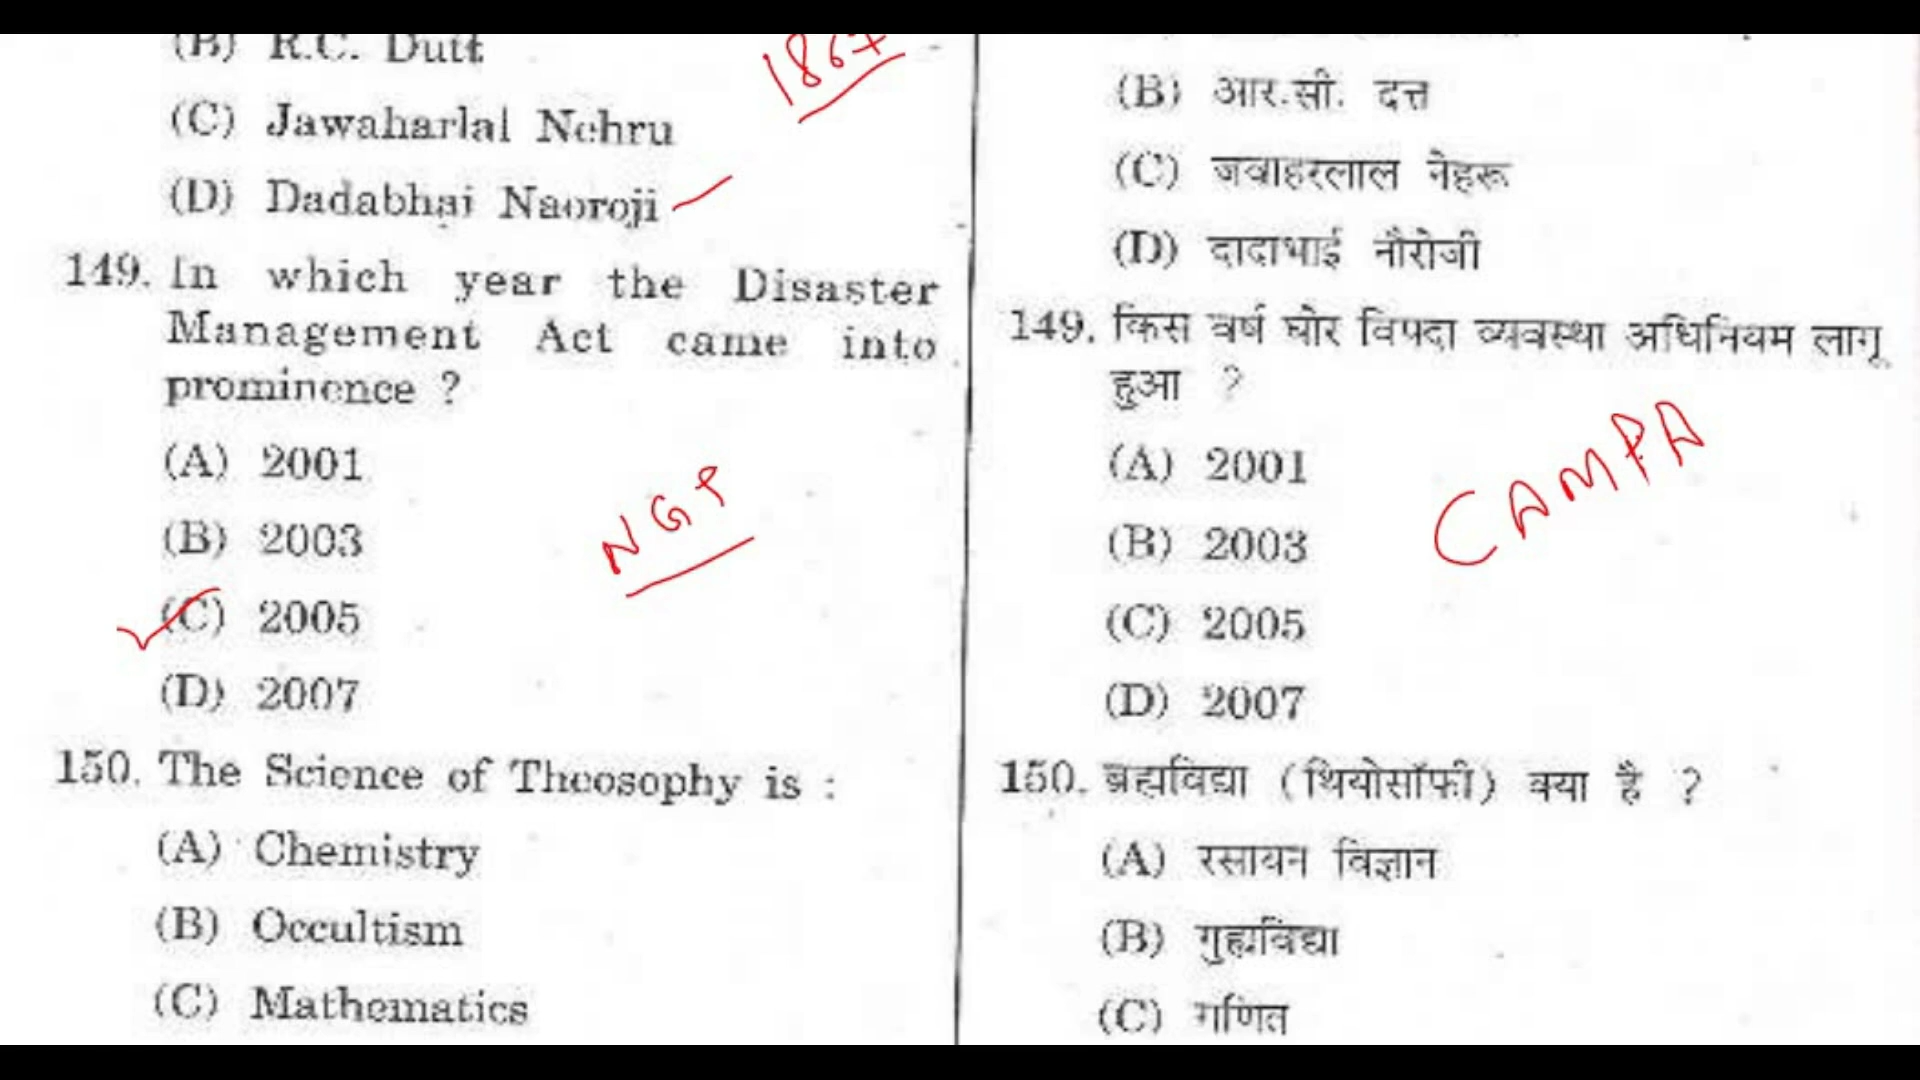 (B) R.C. Dutt
1867
(C) Jawaharlal Nehru
(D) Dadabhai Naoroji
149. In which year the Disaster
Management Act came into
prominence ?
(A) 2001
(B) 2003
NGP
(C) 2005
(D) 2007
150. The Science of Theosophy is :
(A) Chemistry
(B) Occultism
(C) Mathematics
(B) आर.सी. दत्त
(C) जवाहरलाल नेहरू
(D) दादाभाई नौरोजी
149. किस वर्ष घोर विपदा व्यवस्था अधिनियम लागू
हुआ ?
CAMPA
(A) 2001
(B) 2003
(C) 2005
(D) 2007
150. ब्रह्मविद्या (थियोसॉफी) क्या है ?
(A) रसायन विज्ञान
(B) गुह्यविद्या
(C) गणित